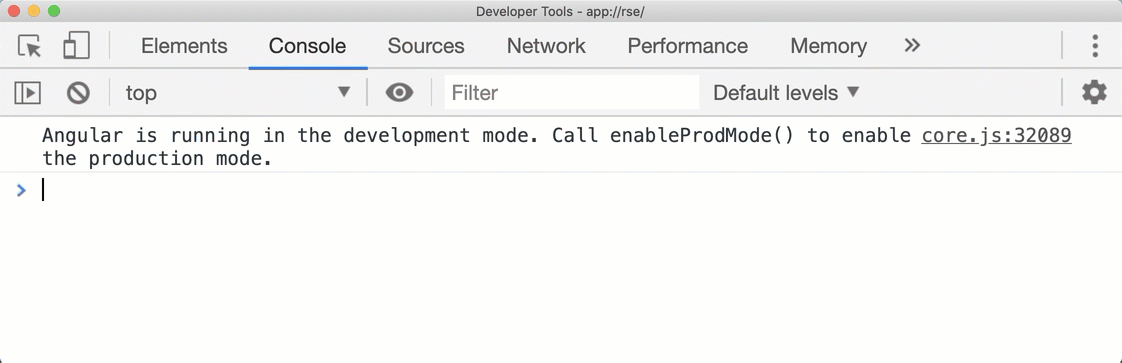 Developer Tools - app://rse/
Elements Console Sources Network Performance Memory »
top ▼ Filter Default levels ▼
Angular is running in the development mode. Call enableProdMode() to enable core.js:32089
the production mode.
>